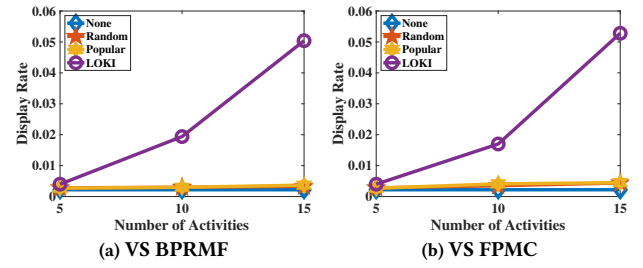 0.06
0.05
0.04
0.03
0.02
0.01
0
Display Rate
None
Random
Popular
LOKI
5
10
15
Number of Activities
(a) VS BPRMF
0.06
0.05
0.04
0.03
0.02
0.01
0
Display Rate
None
Random
Popular
LOKI
5
10
15
Number of Activities
(b) VS FPMC